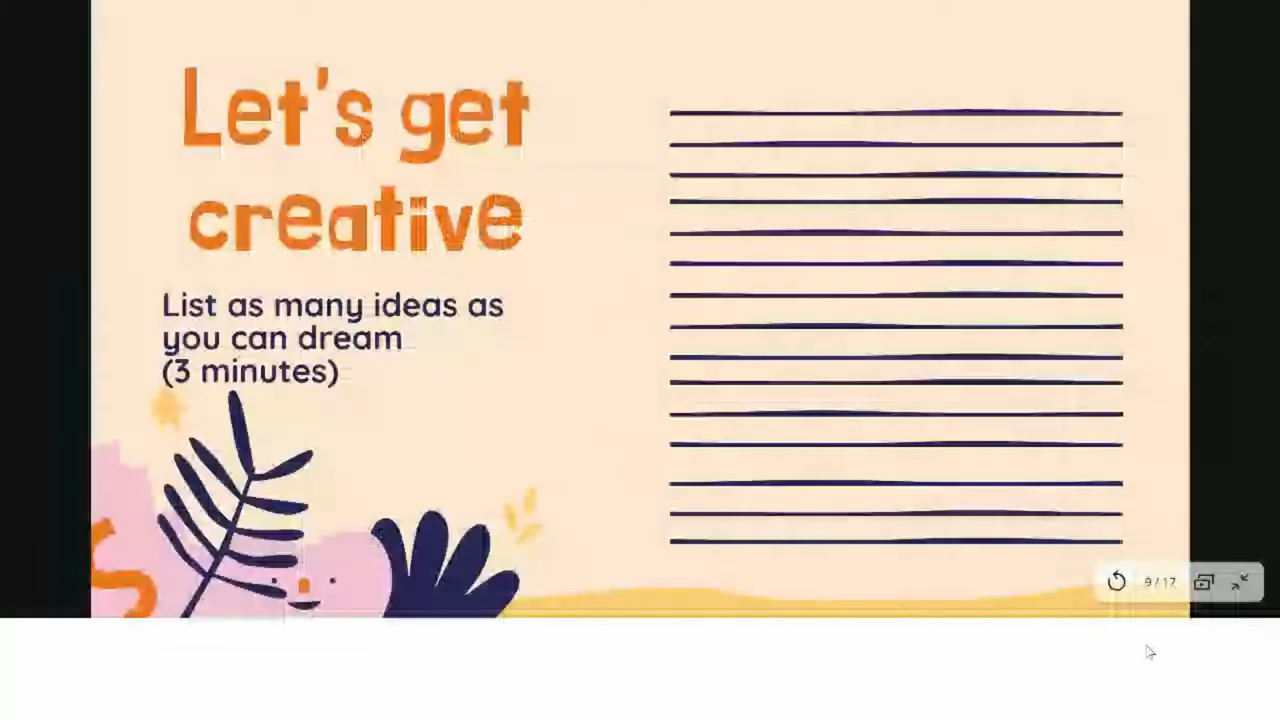 Let's get
creative
List as many ideas as
you can dream
(3 minutes)
9/17